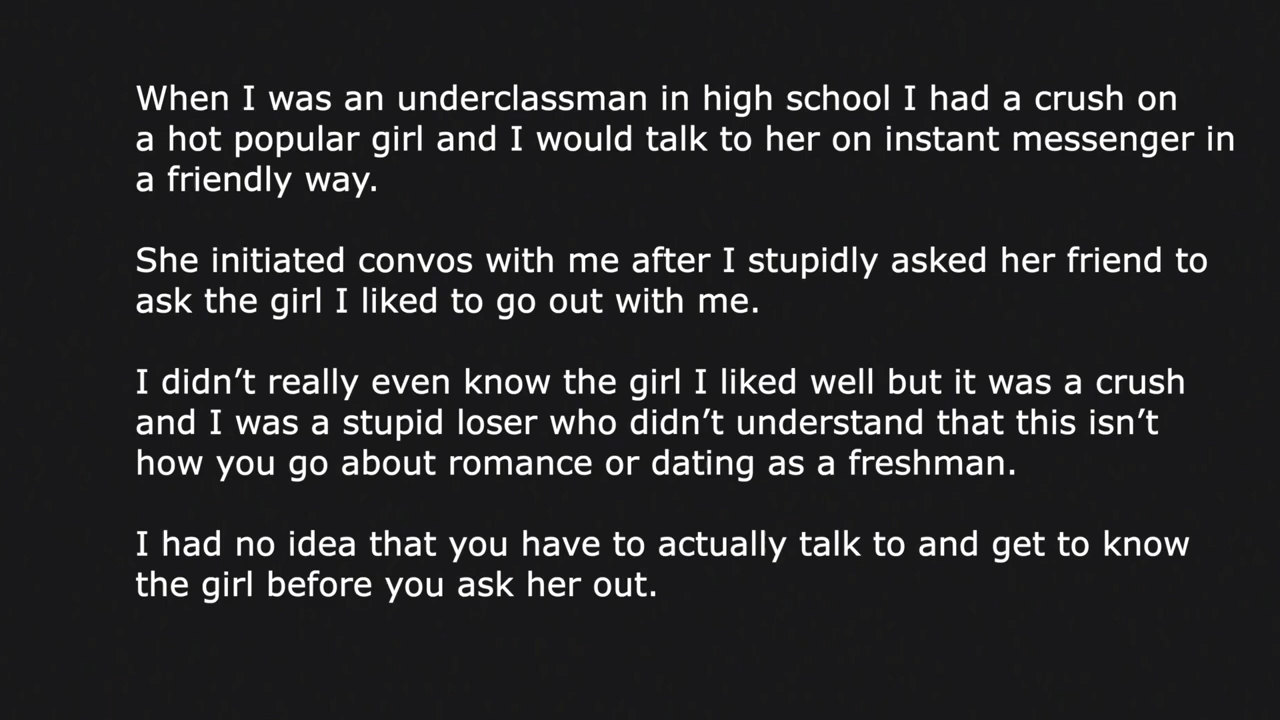 When I was an underclassman in high school I had a crush on
a hot popular girl and I would talk to her on instant messenger in
a friendly way.
She initiated convos with me after I stupidly asked her friend to
ask the girl I liked to go out with me.
I didn’t really even know the girl I liked well but it was a crush
and I was a stupid loser who didn’t understand that this isn’t
how you go about romance or dating as a freshman.
I had no idea that you have to actually talk to and get to know
the girl before you ask her out.